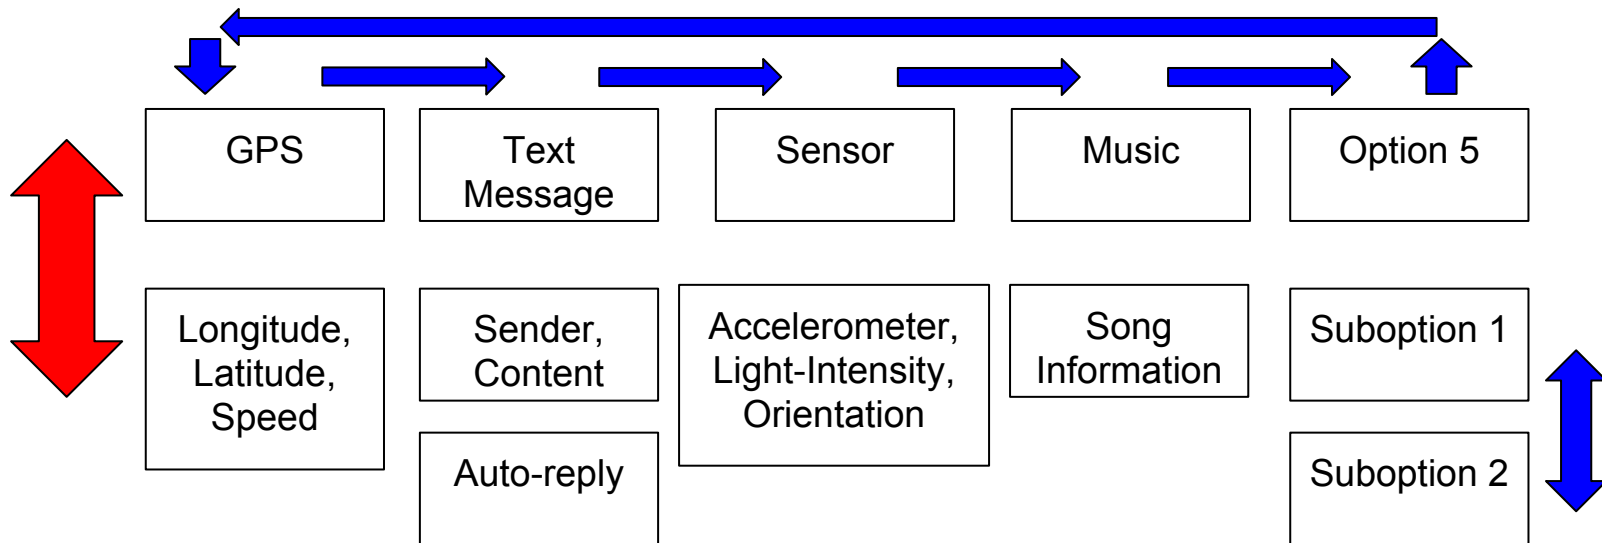 GPS
Text
Message
Sensor
Music
Option 5
Longitude,
Latitude,
Speed
Sender,
Content
Accelerometer,
Light-Intensity,
Orientation
Song
Information
Suboption 1
Auto-reply
Suboption 2